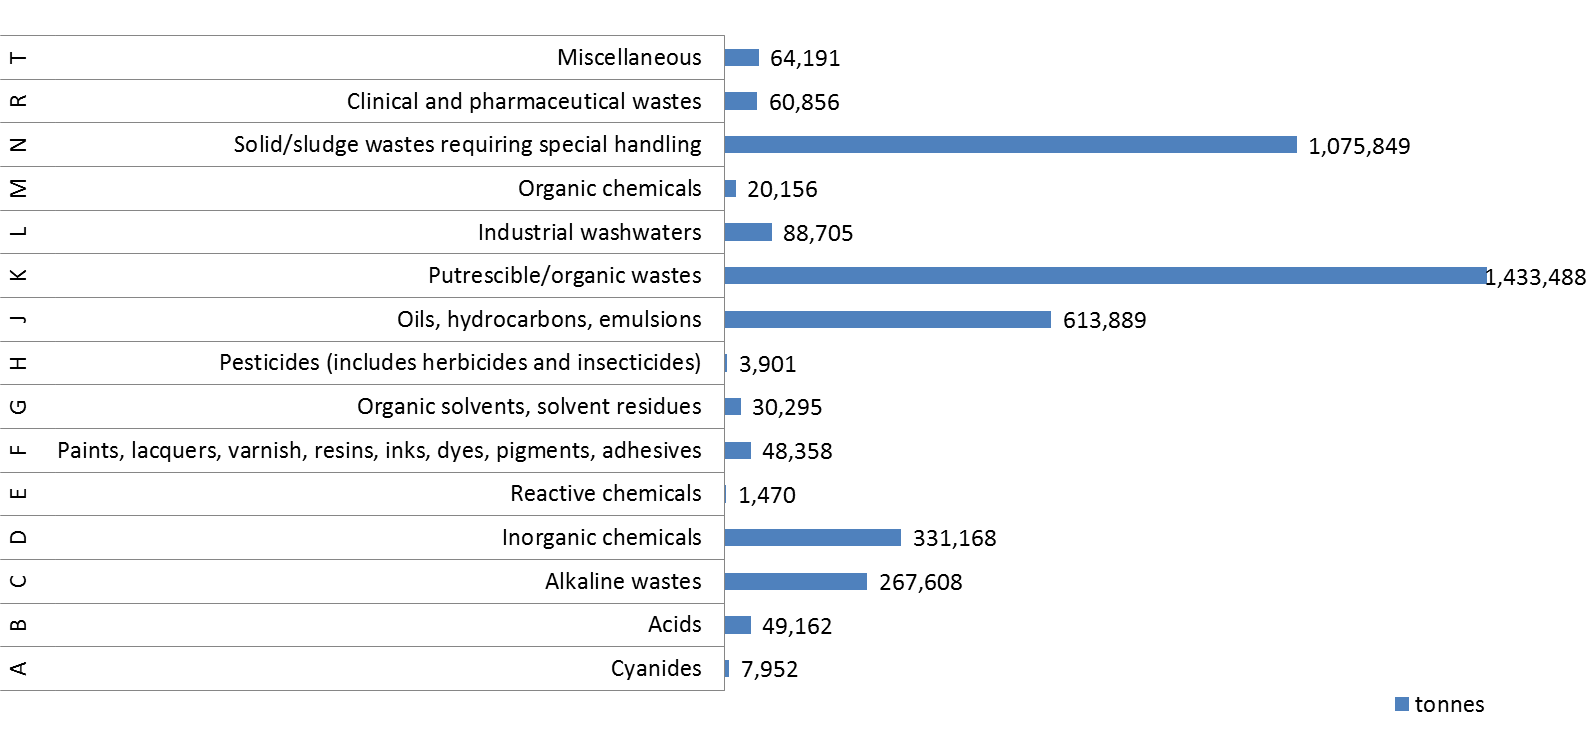 T Miscellaneous 64,191
R Clinical and pharmaceutical wastes 60,856
N Solid/sludge wastes requiring special handling 1,075,849
M Organic chemicals 20,156
L Industrial washwaters 88,705
K Putrescible/organic wastes 1,433,488
J Oils, hydrocarbons, emulsions 613,889
H Pesticides (includes herbicides and insecticides) 3,901
G Organic solvents, solvent residues 30,295
F Paints, lacquers, varnish, resins, inks, dyes, pigments, adhesives 48,358
E Reactive chemicals 1,470
D Inorganic chemicals 331,168
C Alkaline wastes 267,608
B Acids 49,162
A Cyanides 7,952
tonnes